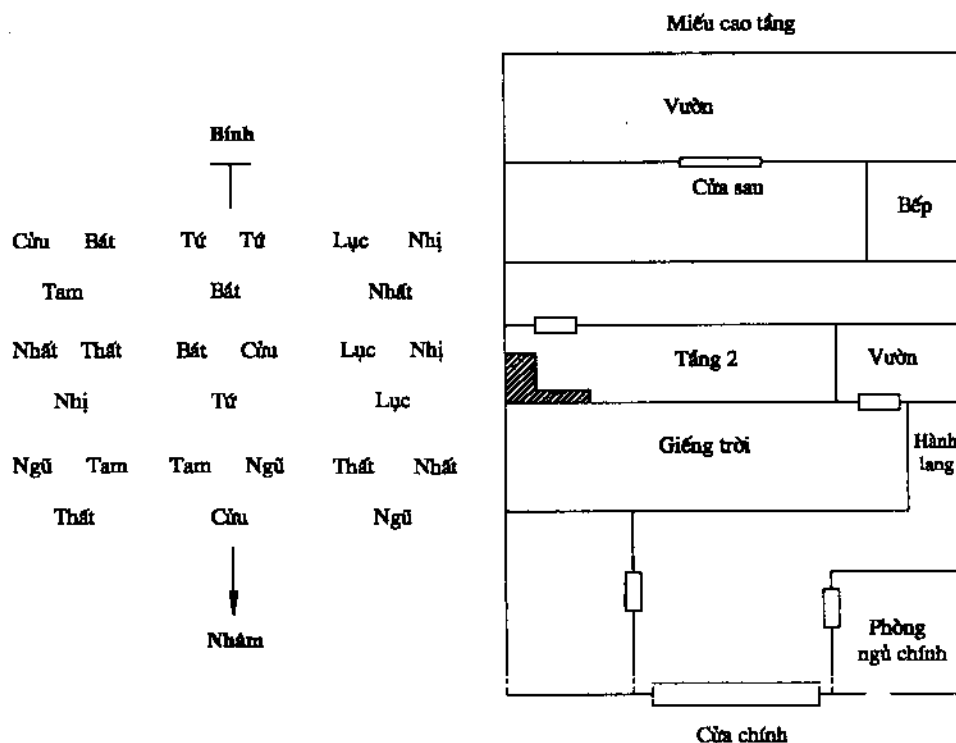 Bính
Cửu Bát Tứ Tứ Lục Nhị
Tam Bát Nhất
Nhất Thất Bát Cửu Lục Nhị
Nhị Tứ Lục
Ngũ Tam Tam Ngũ Thất Nhất
Thất Cửu Ngũ
Nhâm
Miếu cao tầng
Vườn
Cửa sau
Bếp
Tầng 2
Vườn
Giếng trời
Hành
lang
Phòng
ngủ chính
Cửa chính